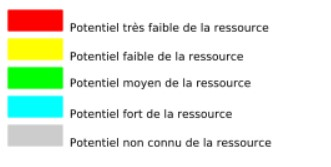 Potentiel très faible de la ressource
Potentiel faible de la ressource
Potentiel moyen de la ressource
Potentiel fort de la ressource
Potentiel non connu de la ressource